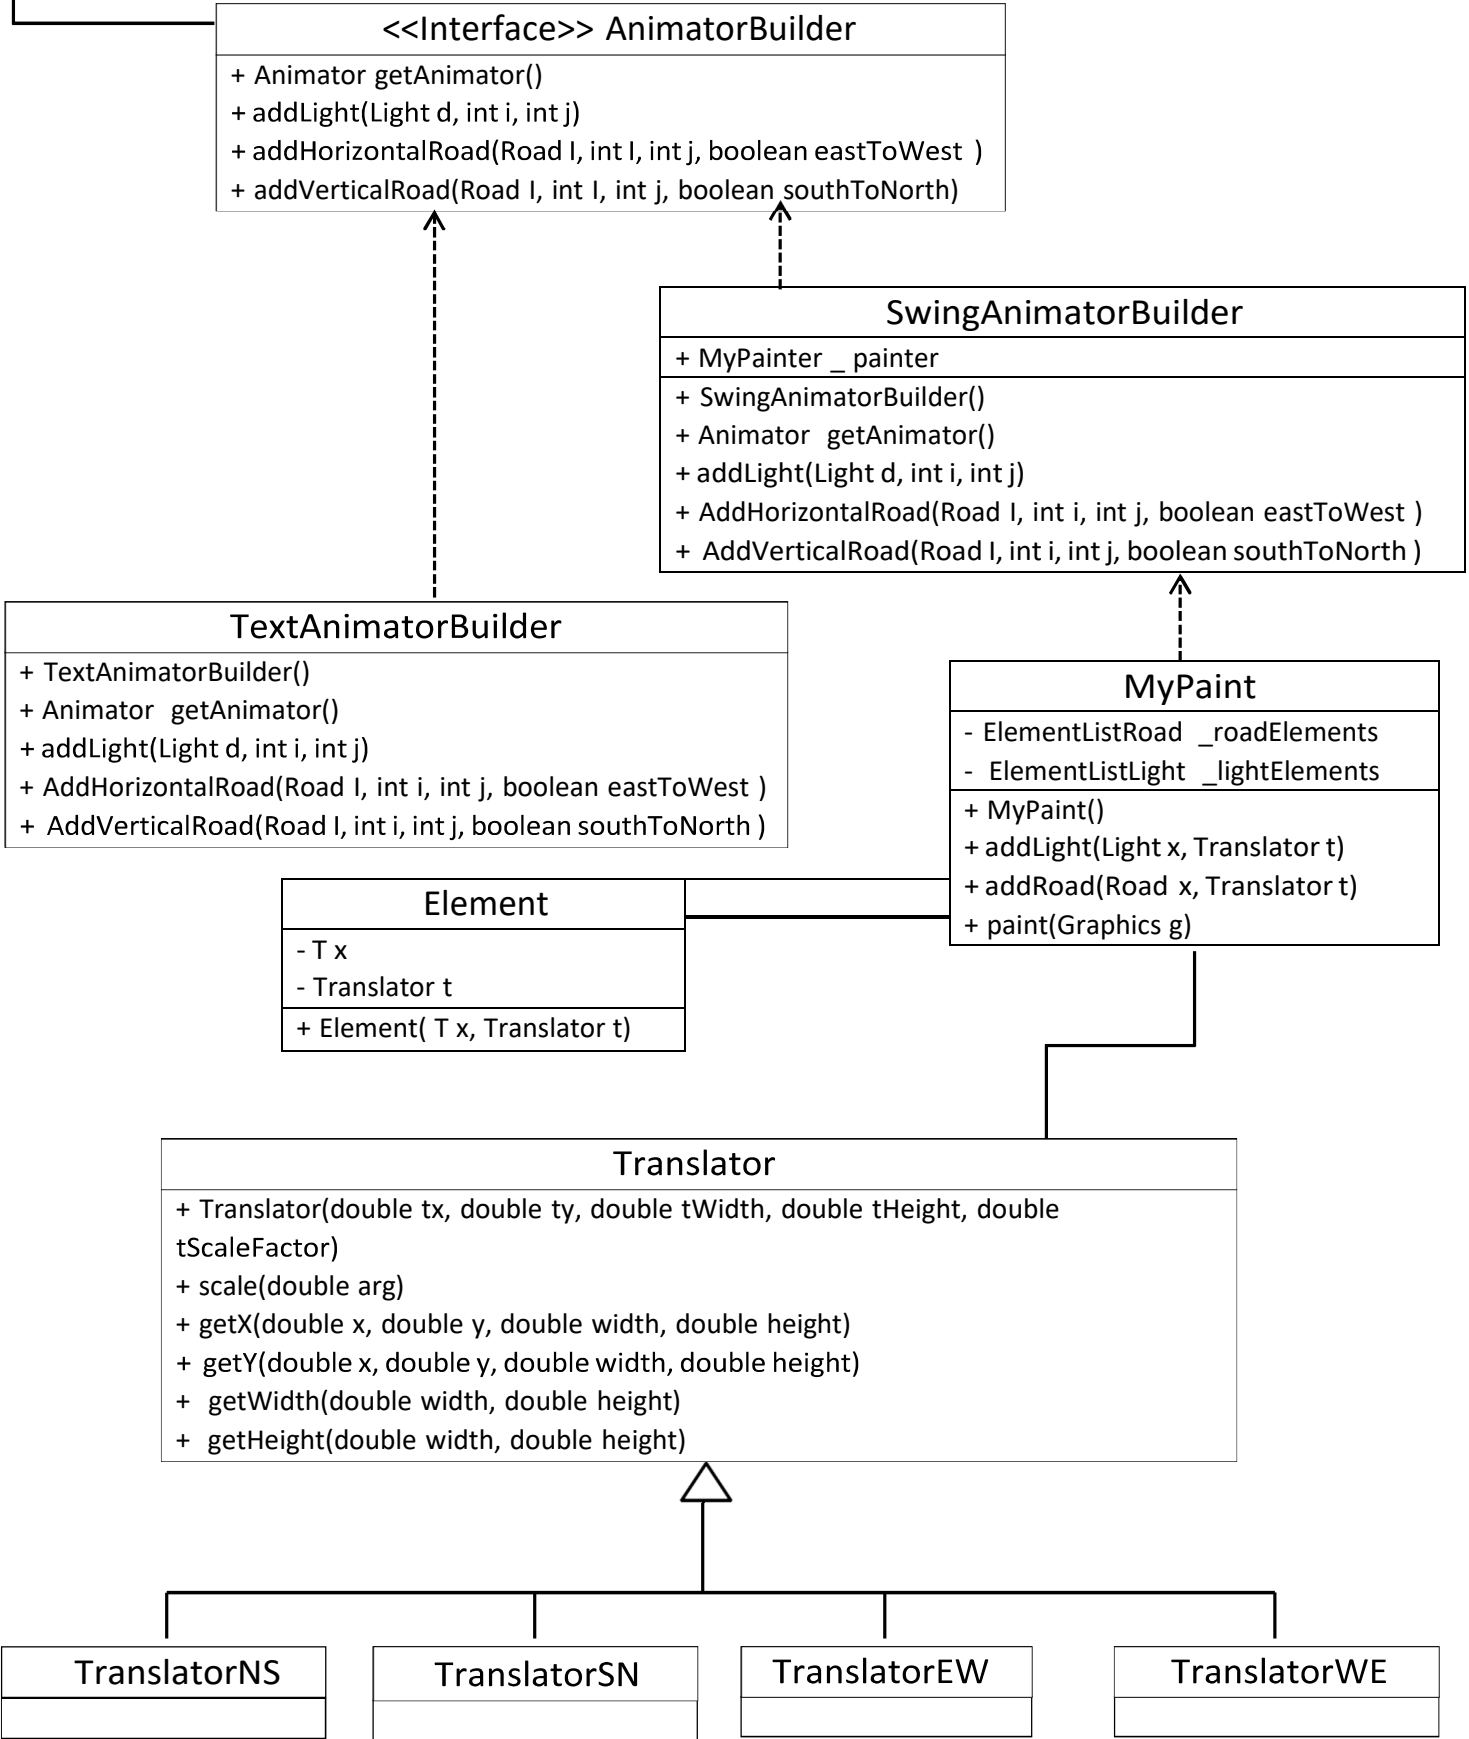 <<Interface>> AnimatorBuilder
+ Animator getAnimator()
+ addLight(Light d, int i, int j)
+ addHorizontalRoad(Road I, int I, int j, boolean eastToWest )
+ addVerticalRoad(Road I, int I, int j, boolean southToNorth)
SwingAnimatorBuilder
+ MyPainter _ painter
+ SwingAnimatorBuilder()
+ Animator getAnimator()
+ addLight(Light d, int i, int j)
+ AddHorizontalRoad(Road I, int i, int j, boolean eastToWest )
+ AddVerticalRoad(Road I, int i, int j, boolean southToNorth )
TextAnimatorBuilder
+ TextAnimatorBuilder()
+ Animator getAnimator()
+ addLight(Light d, int i, int j)
+ AddHorizontalRoad(Road I, int i, int j, boolean eastToWest )
+ AddVerticalRoad(Road I, int i, int j, boolean southToNorth )
MyPaint
- ElementListRoad _roadElements
- ElementListLight _lightElements
+ MyPaint()
+ addLight(Light x, Translator t)
+ addRoad(Road x, Translator t)
+ paint(Graphics g)
Element
- T x
- Translator t
+ Element( T x, Translator t)
Translator
+ Translator(double tx, double ty, double tWidth, double tHeight, double
tScaleFactor)
+ scale(double arg)
+ getX(double x, double y, double width, double height)
+ getY(double x, double y, double width, double height)
+ getWidth(double width, double height)
+ getHeight(double width, double height)
TranslatorNS
TranslatorSN
TranslatorEW
TranslatorWE